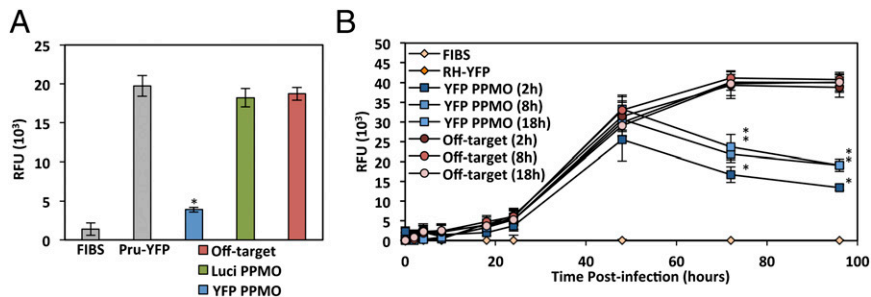 A
RFU (10³)
25
20
15
10
5
0
FIBS
Pru-YFP
*
Off-target
Luci PPMO
YFP PPMO
B
RFU (10³)
50
45
40
35
30
25
20
15
10
5
0
FIBS
RH-YFP
YFP PPMO (2h)
YFP PPMO (8h)
YFP PPMO (18h)
Off-target (2h)
Off-target (8h)
Off-target (18h)
*
*
*
*
*
*
0 20 40 60 80 100
Time Post-infection (hours)